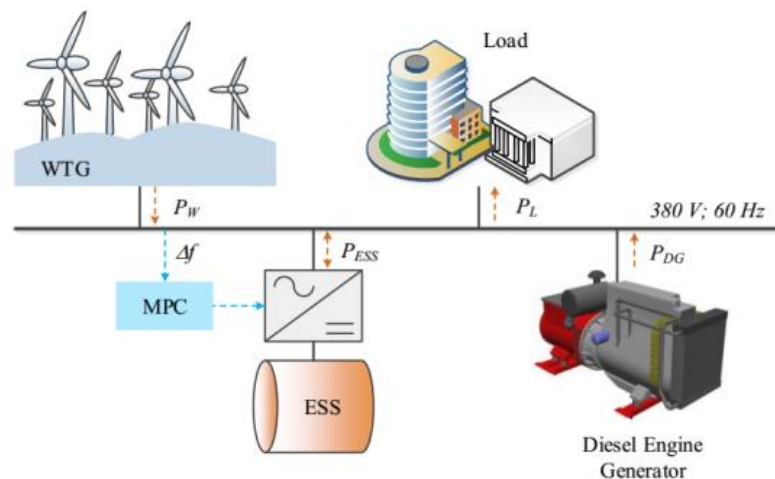 Load
WTG
P_W
P_L
380 V; 60 Hz
Δf
P_ESS
P_DG
MPC
ESS
Diesel Engine
Generator